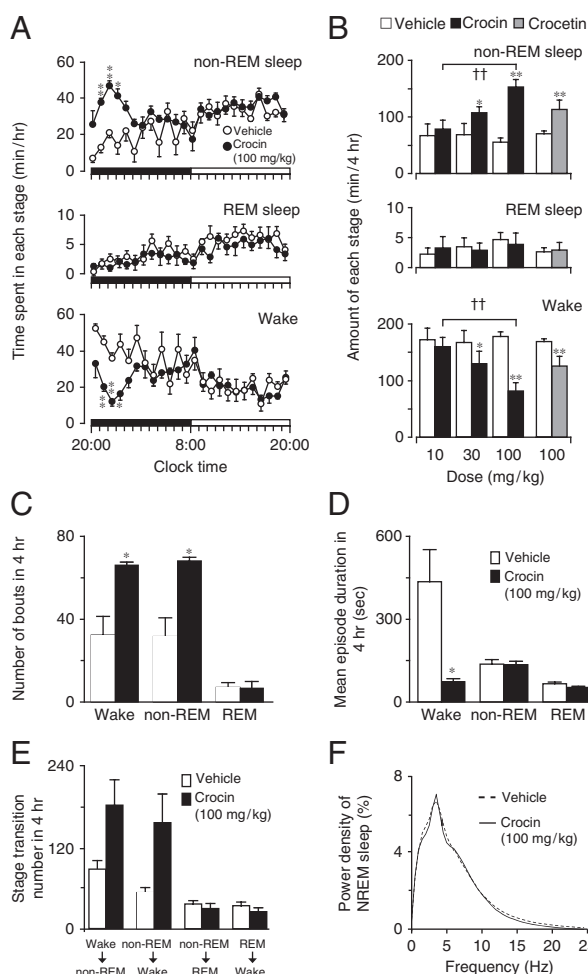 A
non-REM sleep
60
40
20
0
Vehicle
Crocin
(100 mg/kg)
**
**
**
*
REM sleep
10
5
0
Wake
60
40
20
0
**
**
*
20:00
8:00
20:00
Clock time
Time spent in each stage (min/hr)
B
Vehicle
Crocin
Crocetin
non-REM sleep
200
100
0
††
*
**
**
REM sleep
10
5
0
Wake
200
100
0
††
*
**
**
10
30
100
100
Dose (mg/kg)
Amount of each stage (min/4 hr)
C
80
40
0
*
*
Wake
non-REM
REM
Number of bouts in 4 hr
D
600
300
0
Vehicle
Crocin
(100 mg/kg)
*
Wake
non-REM
REM
Mean episode duration in
4 hr (sec)
E
240
120
0
Vehicle
Crocin
(100 mg/kg)
Wake
non-REM
non-REM
Wake
non-REM
REM
REM
Wake
Stage transition
number in 4 hr
F
8
4
0
Vehicle
Crocin
(100 mg/kg)
0
5
10
15
20
25
Frequency (Hz)
Power density of
NREM sleep (%)